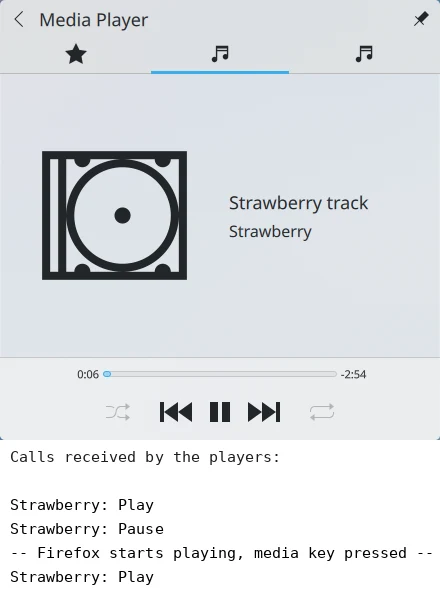 Media Player
Strawberry track
Strawberry
0:06
-2:54
Calls received by the players:
Strawberry: Play
Strawberry: Pause
-- Firefox starts playing, media key pressed --
Strawberry: Play